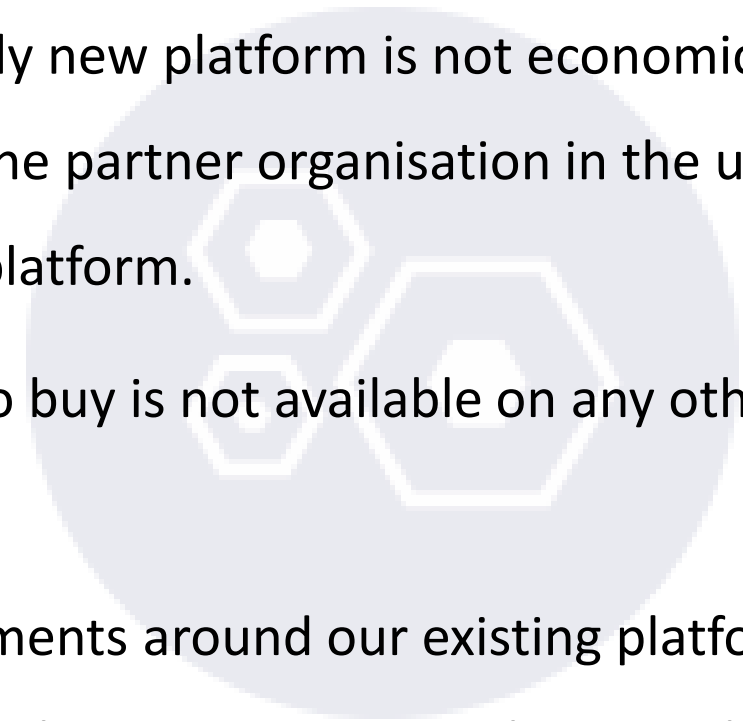 ly new platform is not economic
he partner organisation in the u
platform.
o buy is not available on any oth
ments around our existing platfo